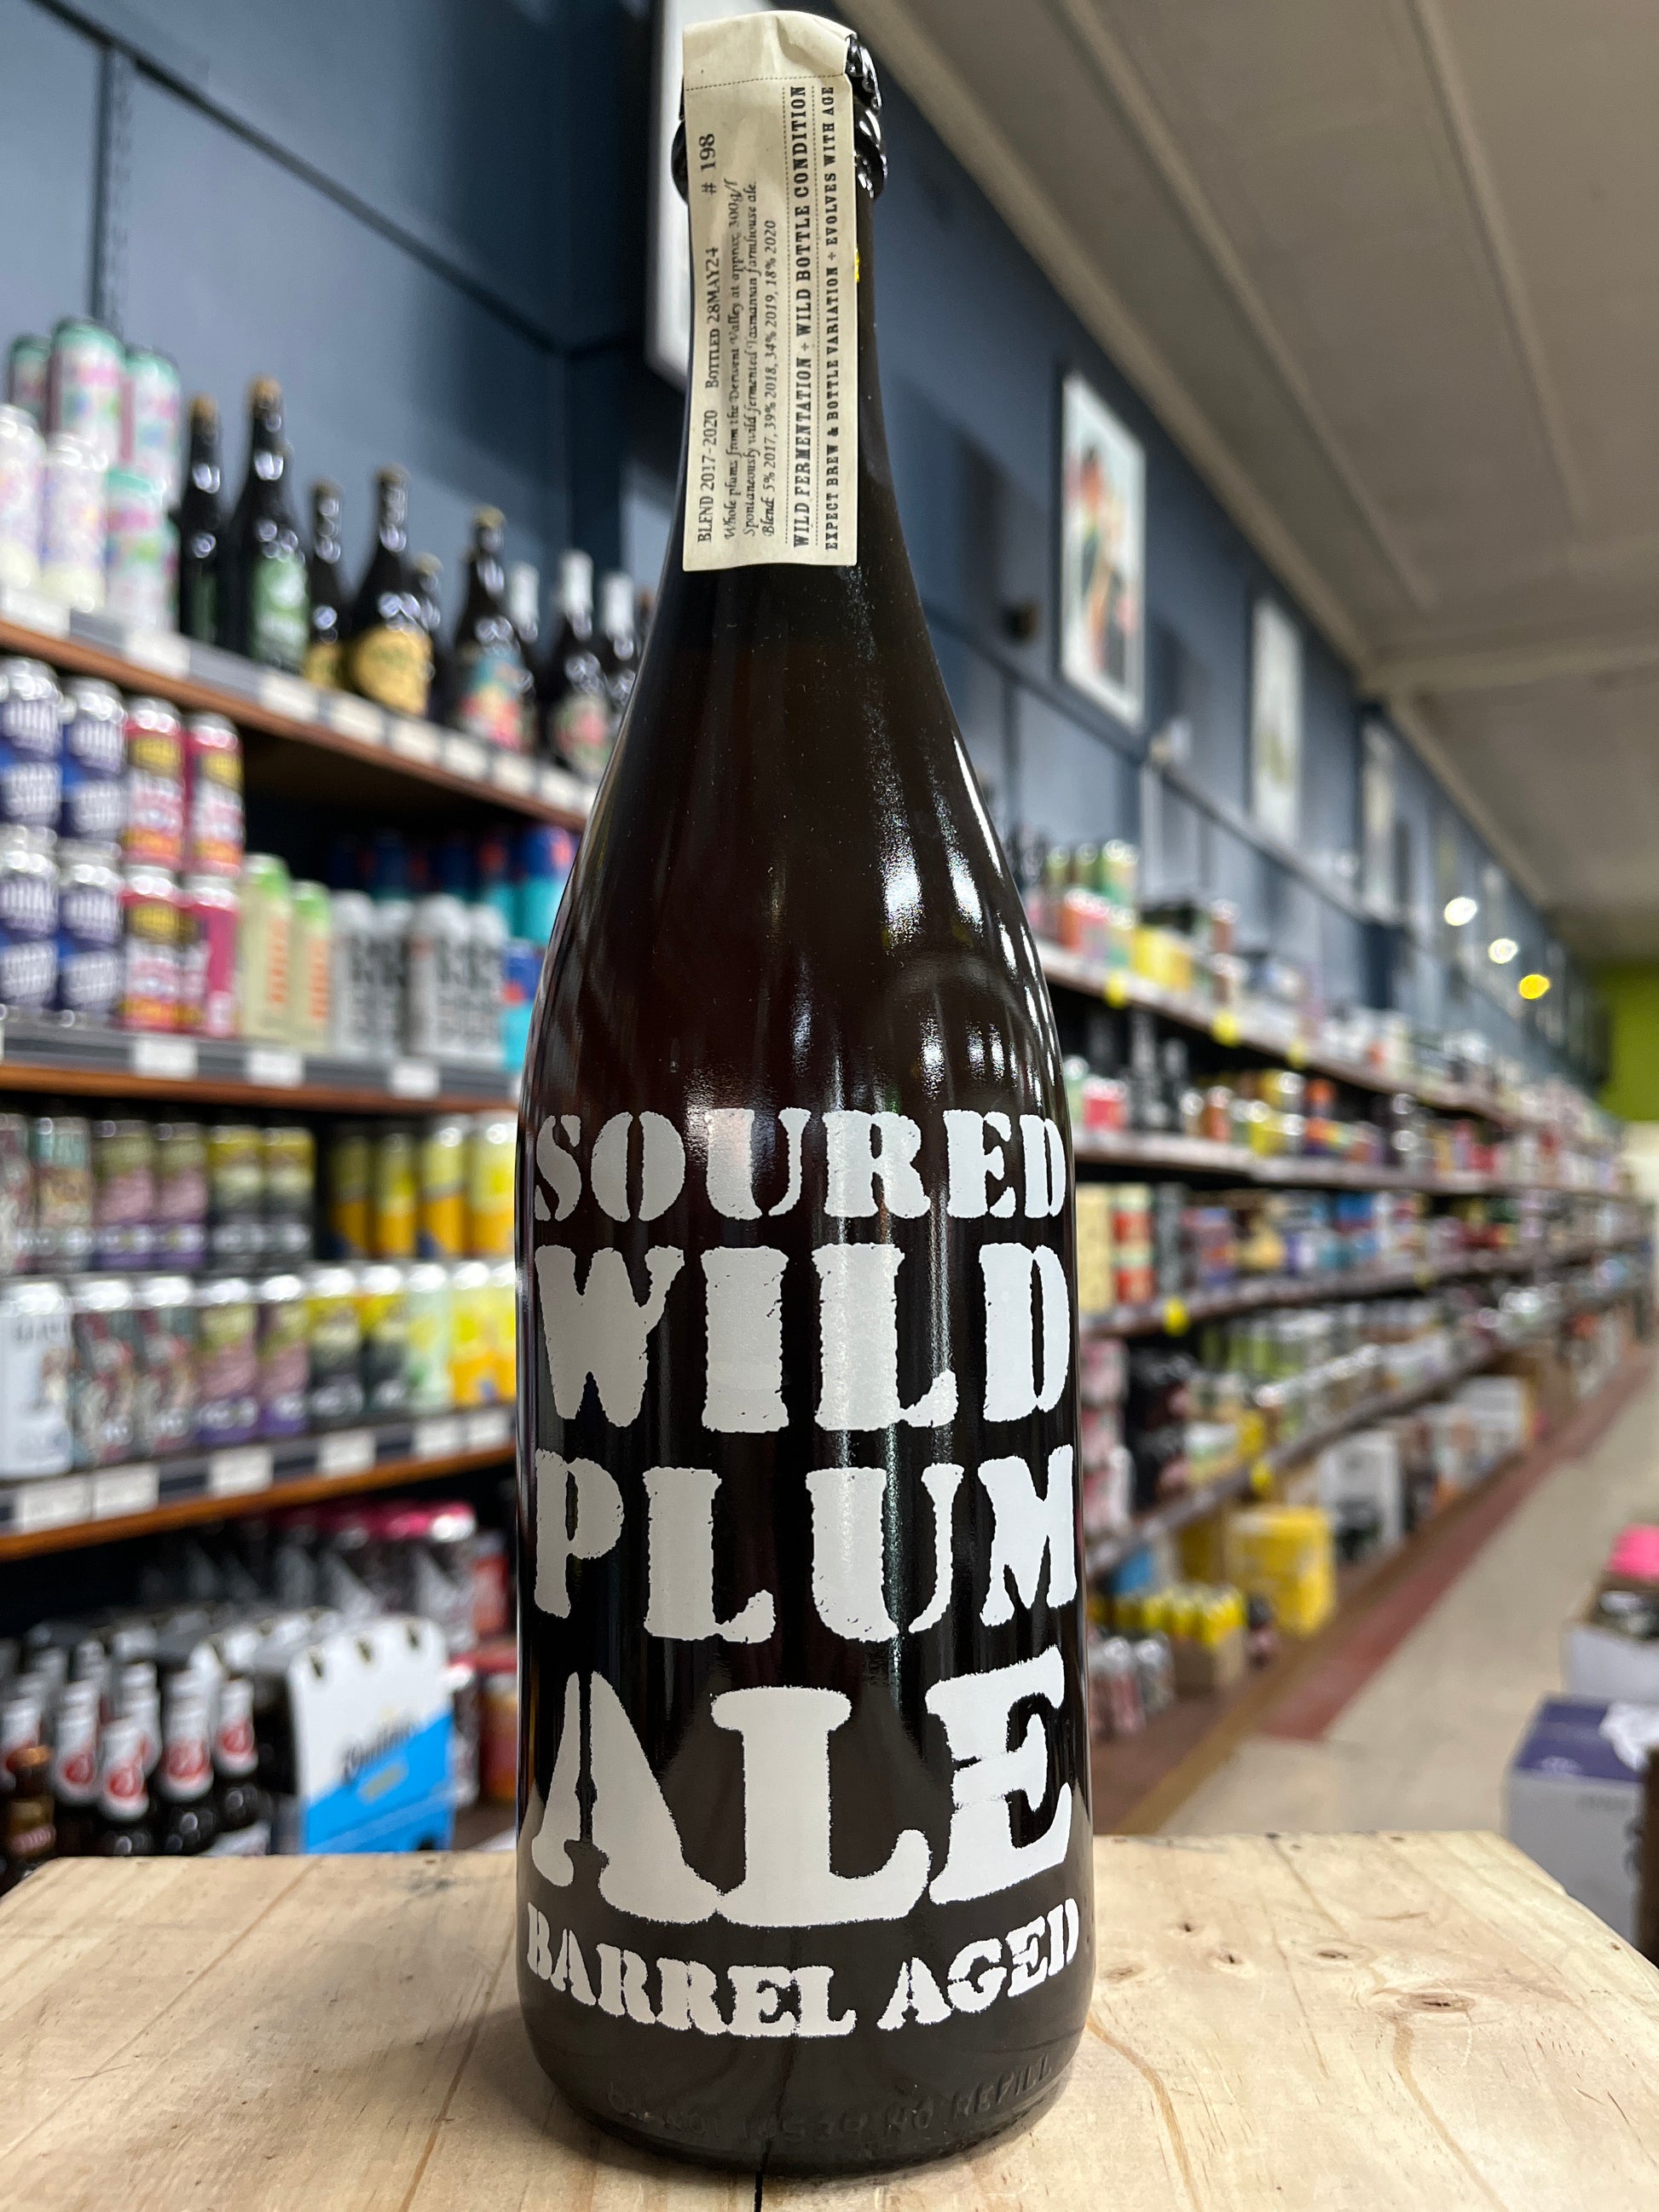 BLEND 2017-2020 BOTTLED 28MAY24 # 198
Whole plums from the Derwent Valley at approx. 300g/l
Spontaneously wild fermented Tasmanian farmhouse ale.
Blend: 5% 2017, 39% 2018, 34% 2019, 18% 2020
WILD FERMENTATION + WILD BOTTLE CONDITION
EXPECT BREW & BOTTLE VARIATION + EVOLVES WITH AGE
SOURED
WILD
PLUM
ALE
BARREL AGED
NO REFILL